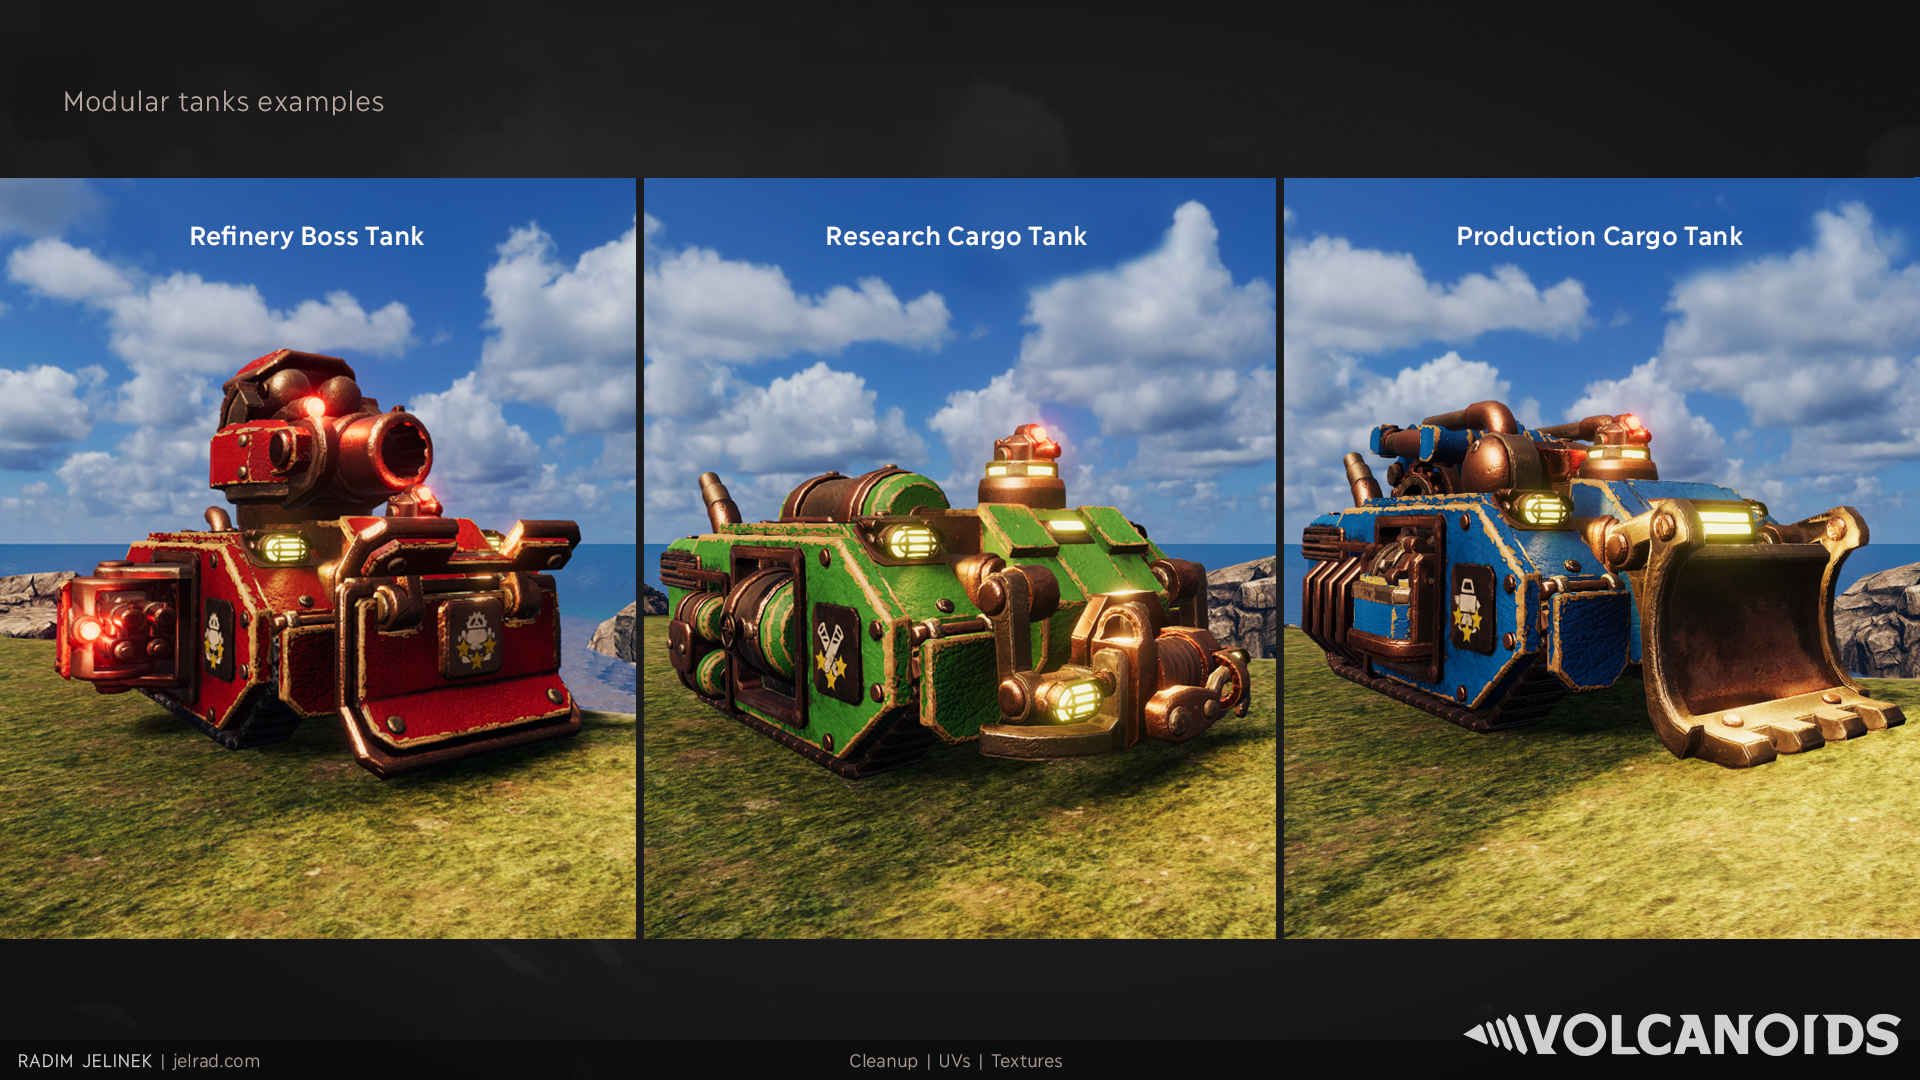 Modular tanks examples
Refinery Boss Tank
Research Cargo Tank
Production Cargo Tank
VOLCANOIDS
RADIM JELINEK | jelrad.com
Cleanup | UVs | Textures